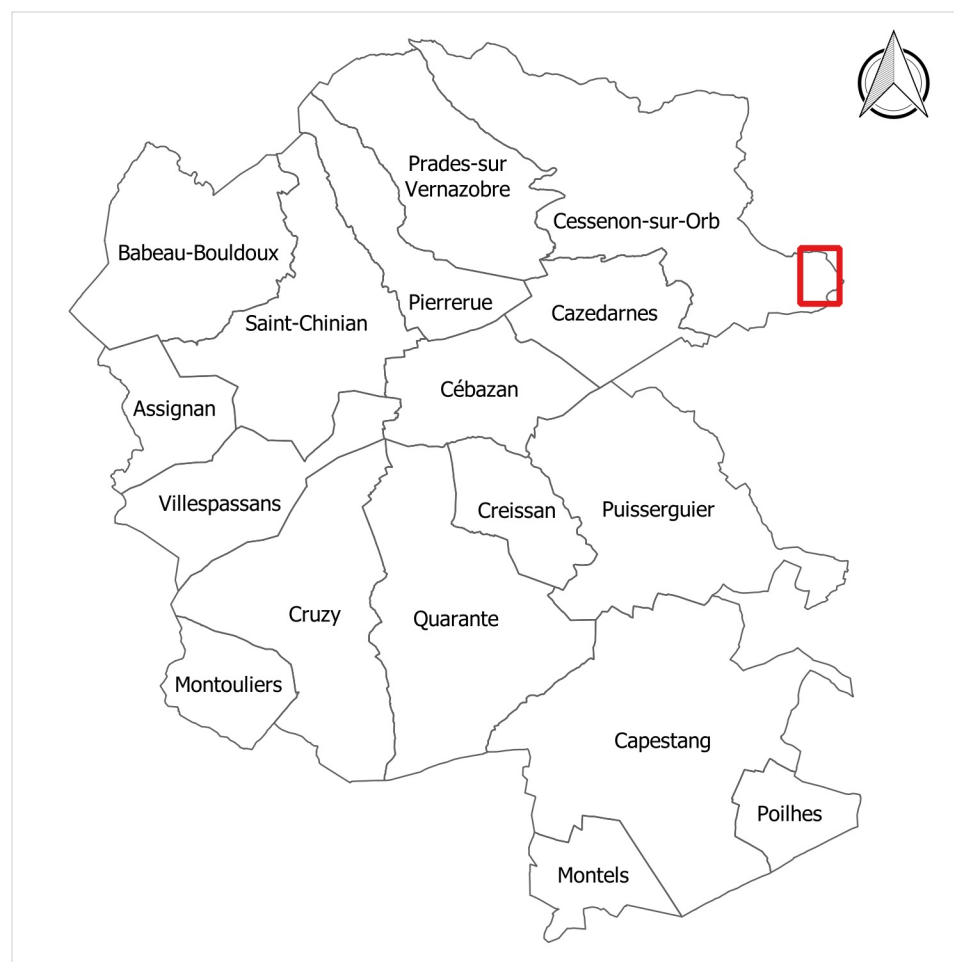 Prades-sur
Vernazobre
Cessenon-sur-Orb
Babeau-Bouldoux
Pierrerue
Cazedarnes
Saint-Chinian
Cébazan
Assignan
Villespassans
Creissan
Puisserguier
Cruzy
Quarante
Montouliers
Capestang
Poilhes
Montels